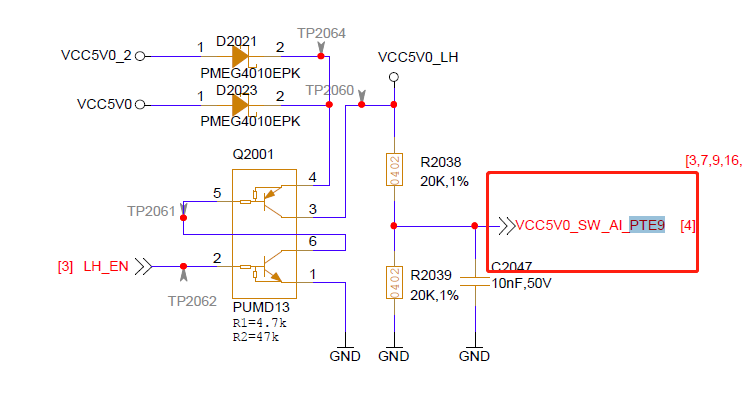 D2021
TP2064
VCC5V0_2
1
2
VCC5V0_LH
PMEG4010EPK
D2023
TP2060
VCC5V0
1
2
PMEG4010EPK
Q2001
[3,7,9,16,
R2038
0402
20K,1%
4
5
3
TP2061
VCC5V0_SW_AI_PTE9 [4]
6
[3] LH_EN
2
1
C2047
R2039
0402
20K,1%
10nF,50V
TP2062
PUMD13
R1=4.7k
R2=47k
GND
GND
GND